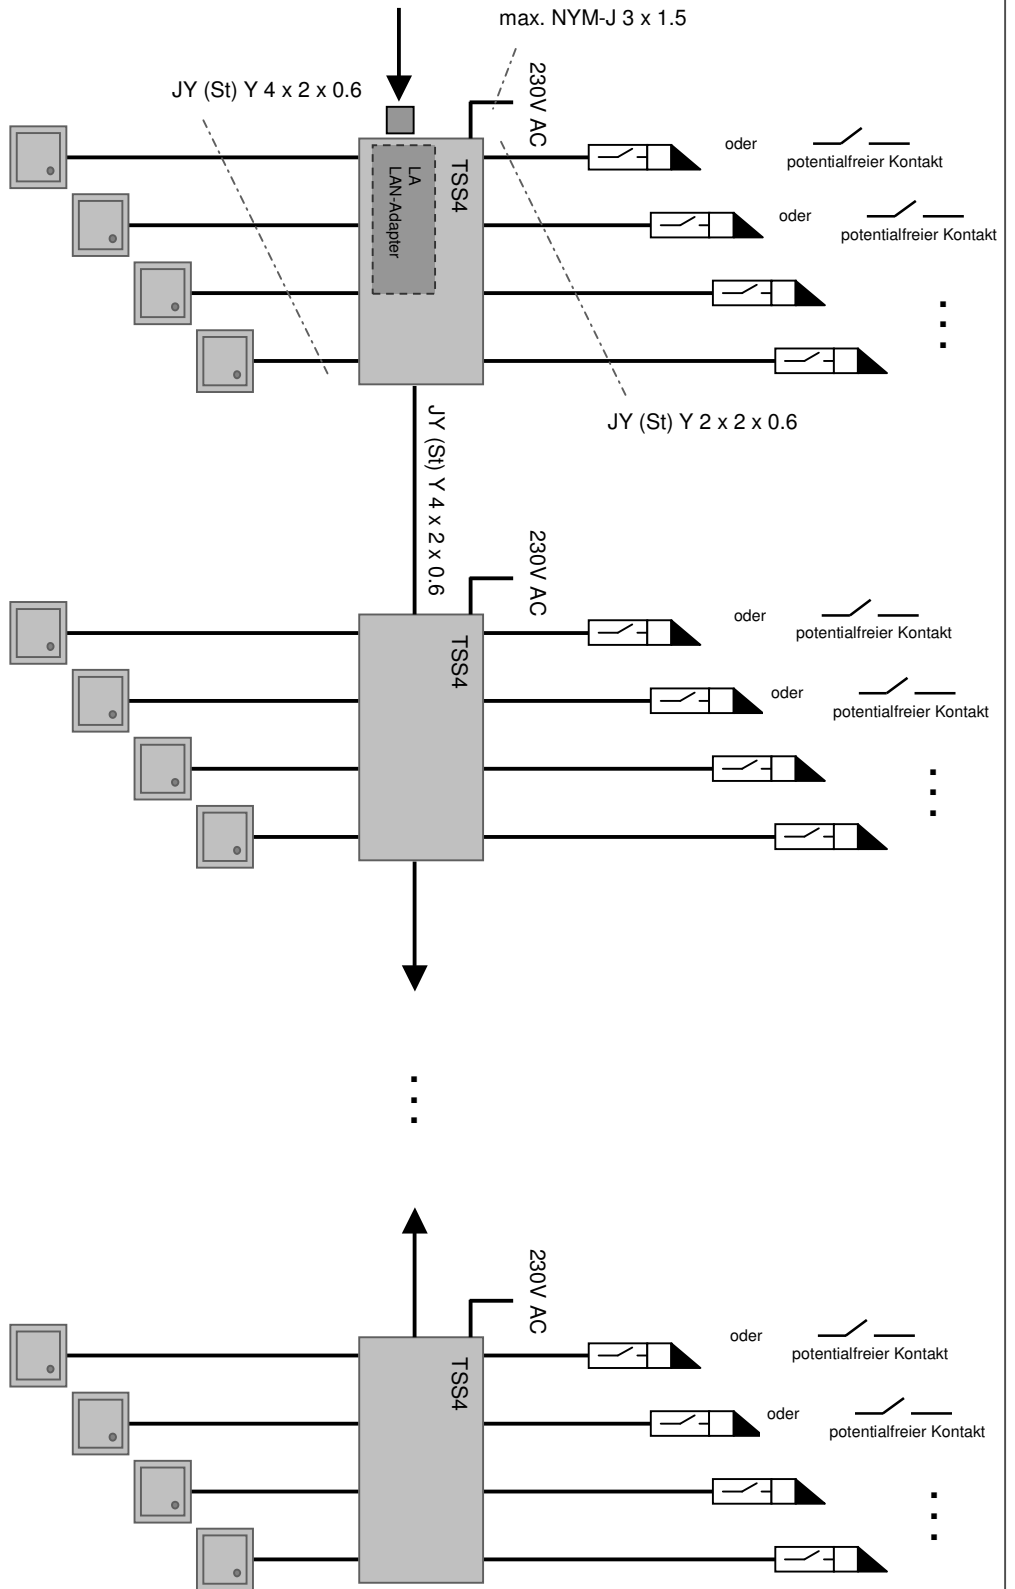 max. NYM-J 3 x 1.5
JY (St) Y 4 x 2 x 0.6
230V AC
TSS4
LA
LAN-Adapter
oder
potentialfreier Kontakt
oder
potentialfreier Kontakt
JY (St) Y 2 x 2 x 0.6
JY (St) Y 4 x 2 x 0.6
230V AC
TSS4
oder
potentialfreier Kontakt
oder
potentialfreier Kontakt
230V AC
TSS4
oder
potentialfreier Kontakt
oder
potentialfreier Kontakt